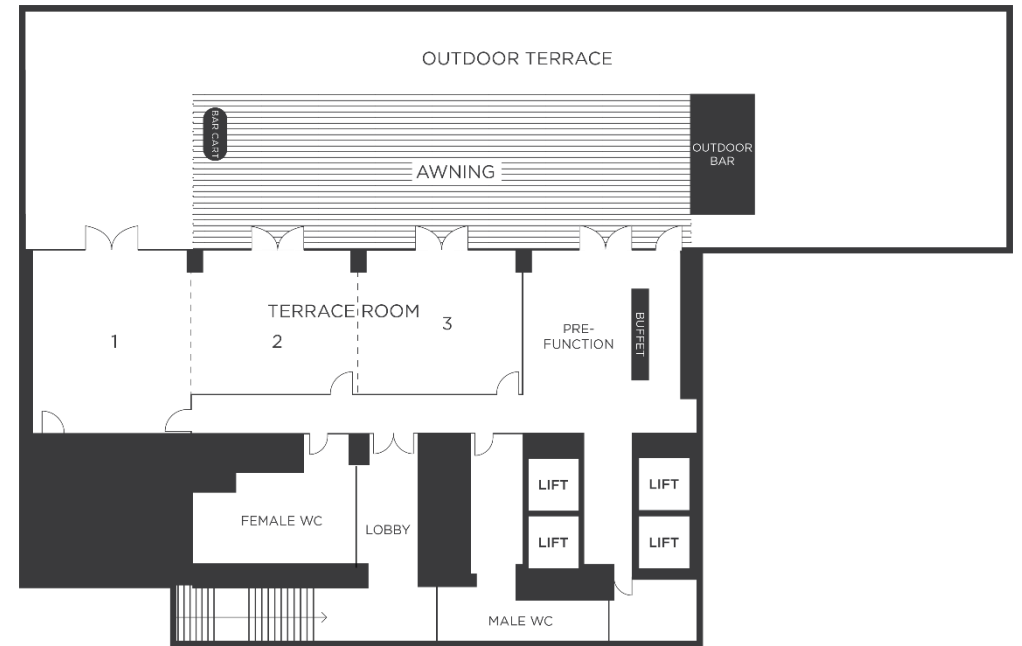 OUTDOOR TERRACE
BAR CART
OUTDOOR
BAR
AWNING
TERRACE ROOM
1
2
3
PRE-
FUNCTION
BUFFET
LIFT
LIFT
FEMALE WC
LOBBY
LIFT
LIFT
MALE WC